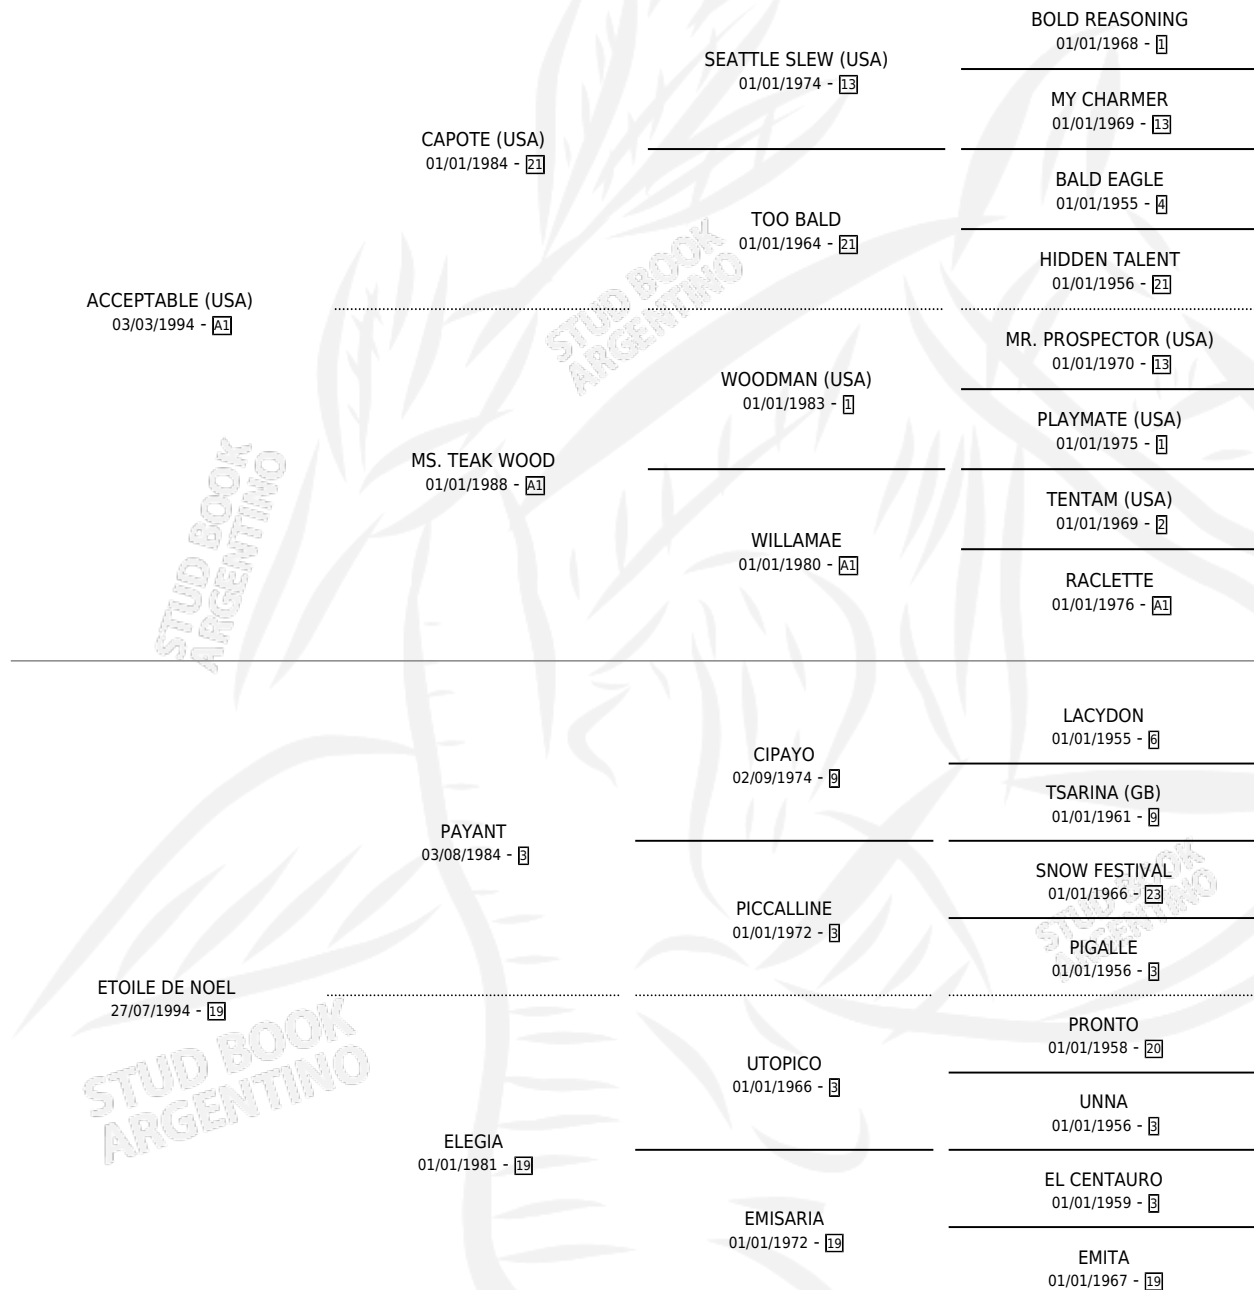 BOLD REASONING
01/01/1968 - 1
SEATTLE SLEW (USA)
01/01/1974 - 13
MY CHARMER
01/01/1969 - 13
CAPOTE (USA)
01/01/1984 - 21
BALD EAGLE
01/01/1955 - 4
TOO BALD
01/01/1964 - 21
HIDDEN TALENT
01/01/1956 - 21
ACCEPTABLE (USA)
03/03/1994 - A1
MR. PROSPECTOR (USA)
01/01/1970 - 13
WOODMAN (USA)
01/01/1983 - 1
PLAYMATE (USA)
01/01/1975 - 1
MS. TEAK WOOD
01/01/1988 - A1
TENTAM (USA)
01/01/1969 - 2
WILLAMAE
01/01/1980 - A1
RACLETTE
01/01/1976 - A1
LACYDON
01/01/1955 - 6
CIPAYO
02/09/1974 - 9
TSARINA (GB)
01/01/1961 - 9
PAYANT
03/08/1984 - 3
SNOW FESTIVAL
01/01/1966 - 23
PICCALLINE
01/01/1972 - 3
PIGALLE
01/01/1956 - 3
ETOILE DE NOEL
27/07/1994 - 19
PRONTO
01/01/1958 - 20
UTOPICO
01/01/1966 - 3
UNNA
01/01/1956 - 3
ELEGIA
01/01/1981 - 19
EL CENTAURO
01/01/1959 - 3
EMISARIA
01/01/1972 - 19
EMITA
01/01/1967 - 19
STUD BOOK
ARGENTINO
STUD BOOK
ARGENTINO
STUD BOOK
ARGENTINO
STUD BOOK
ARGENTINO